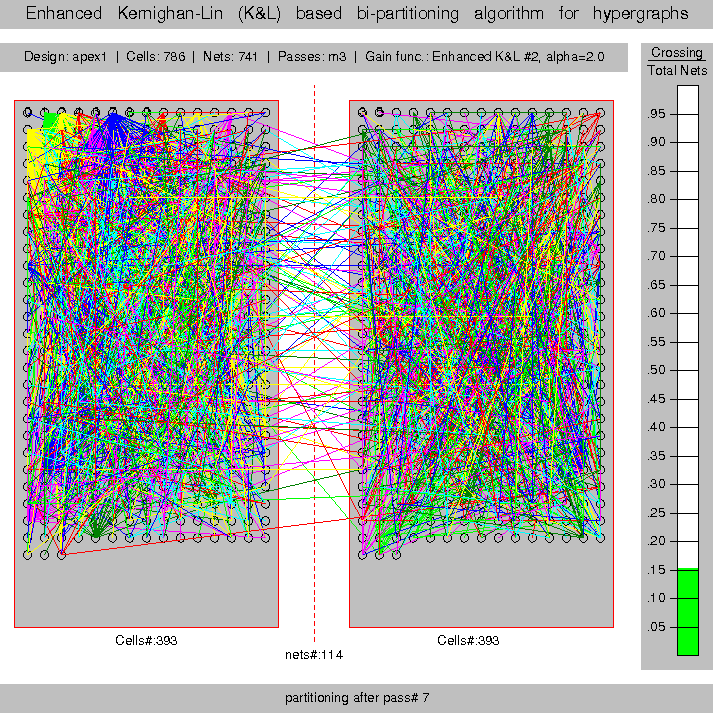 Enhanced Kernighan-Lin (K&L) based bi-partitioning algorithm for hypergraphs
Design: apex1 | Cells: 786 | Nets: 741 | Passes: m3 | Gain func.: Enhanced K&L #2, alpha=2.0
Crossing
Total Nets
.95
.90
.85
.80
.75
.70
.65
.60
.55
.50
.45
.40
.35
.30
.25
.20
.15
.10
.05
Cells#:393
Cells#:393
nets#:114
partitioning after pass# 7